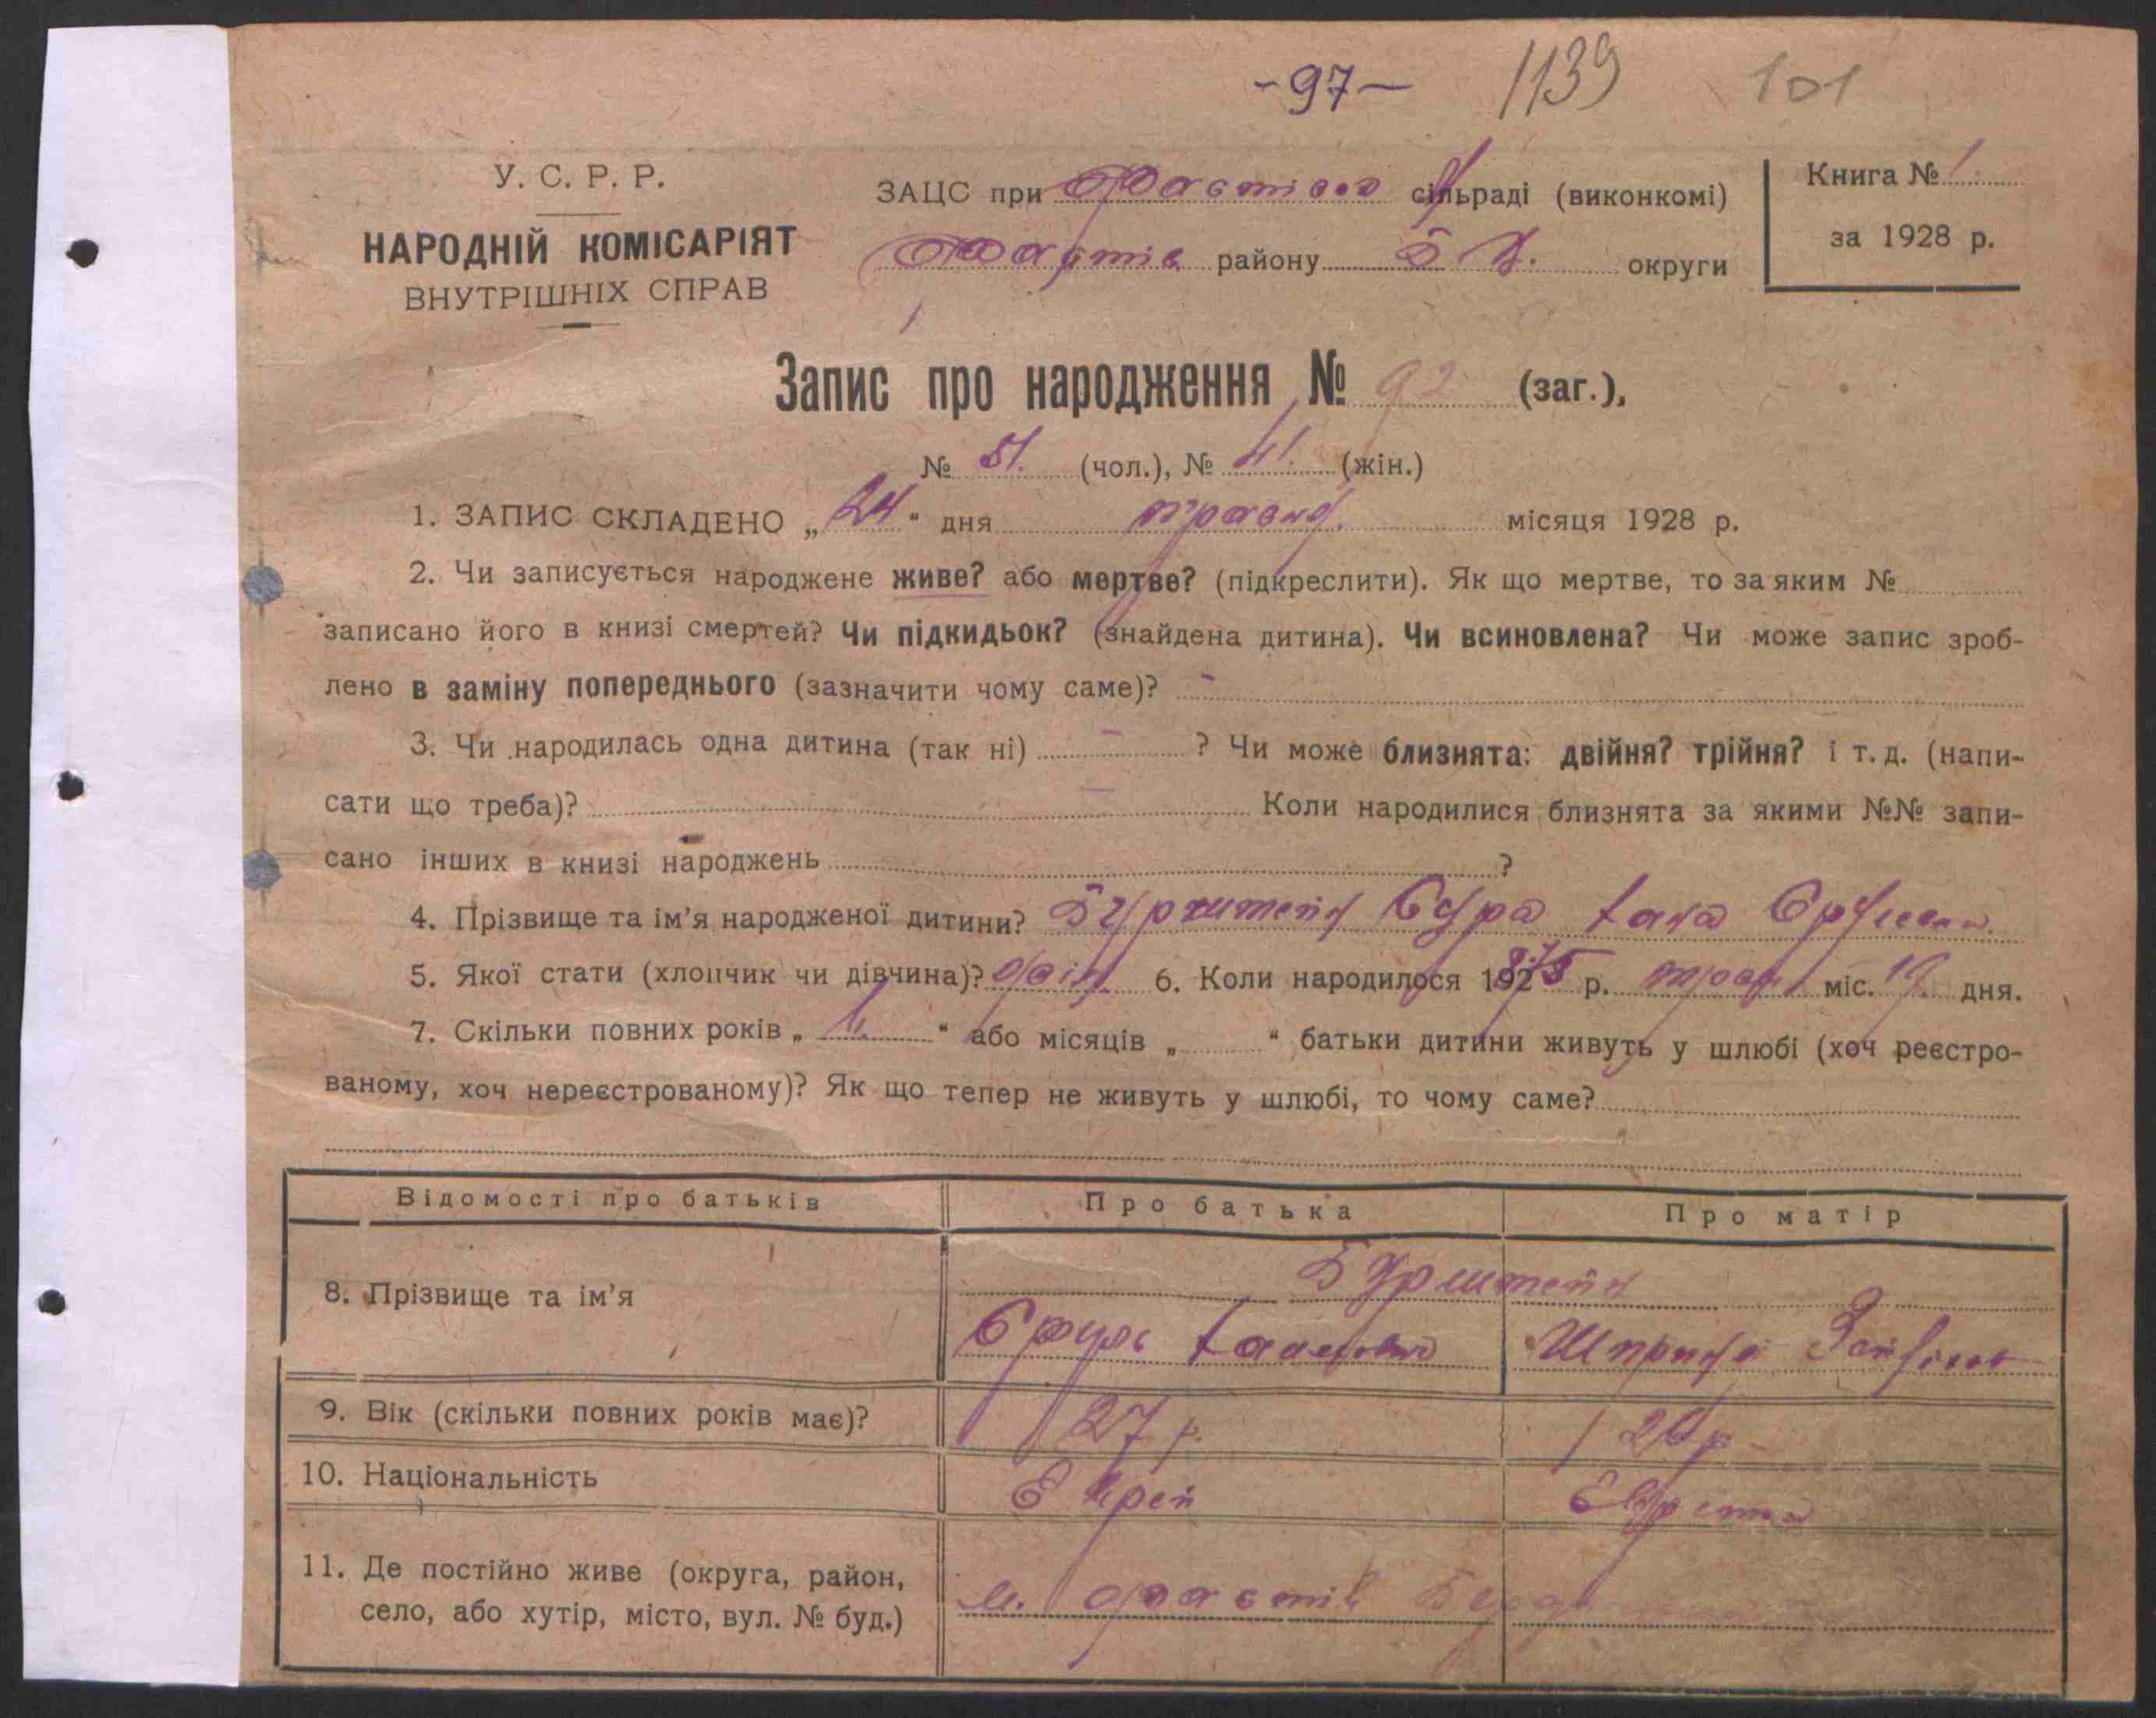 -97- 1139 101
У. С. Р. Р.
НАРОДНІЙ КОМІСАРІЯТ
ВНУТРІШНІХ СПРАВ
ЗАЦС при сільраді (виконкомі)
Фастів району Б Ц. округи
Книга № 1.
за 1928 р.
Запис про народження № 92 (заг.),
№ 51. (чол.), № 41. (жін.)
1. ЗАПИС СКЛАДЕНО „24“ дня травня місяця 1928 р.
2. Чи записується народжене живе? або мертве? (підкреслити). Як що мертве, то за яким №
записано його в книзі смертей? Чи підкидьок? (знайдена дитина). Чи всиновлена? Чи може запис зроб-
лено в заміну попереднього (зазначити чому саме)? -
3. Чи народилась одна дитина (так ні) — ? Чи може близнята: двійня? трійня? і т. д. (напи-
сати що треба)? — Коли народилися близнята за якими №№ запи-
сано інших в книзі народжень ?
4. Прізвище та ім'я народженої дитини? Бурштейн
5. Якої стати (хлопчик чи дівчина)? дівч. 6. Коли народилося 192 р. трав. міс. 19. дня.
7. Скільки повних років „ “ або місяців „ “ батьки дитини живуть у шлюбі (хоч реєстро-
ваному, хоч нереєстрованому)? Як що тепер не живуть у шлюбі, то чому саме?
Відомості про батьків Про батька Про матір
8. Прізвище та ім'я Бурштейн
9. Вік (скільки повних років має)? 27 р.
10. Національність Єврей Єврейка
11. Де постійно живе (округа, район,
село, або хутір, місто, вул. № буд.) м. Фастів